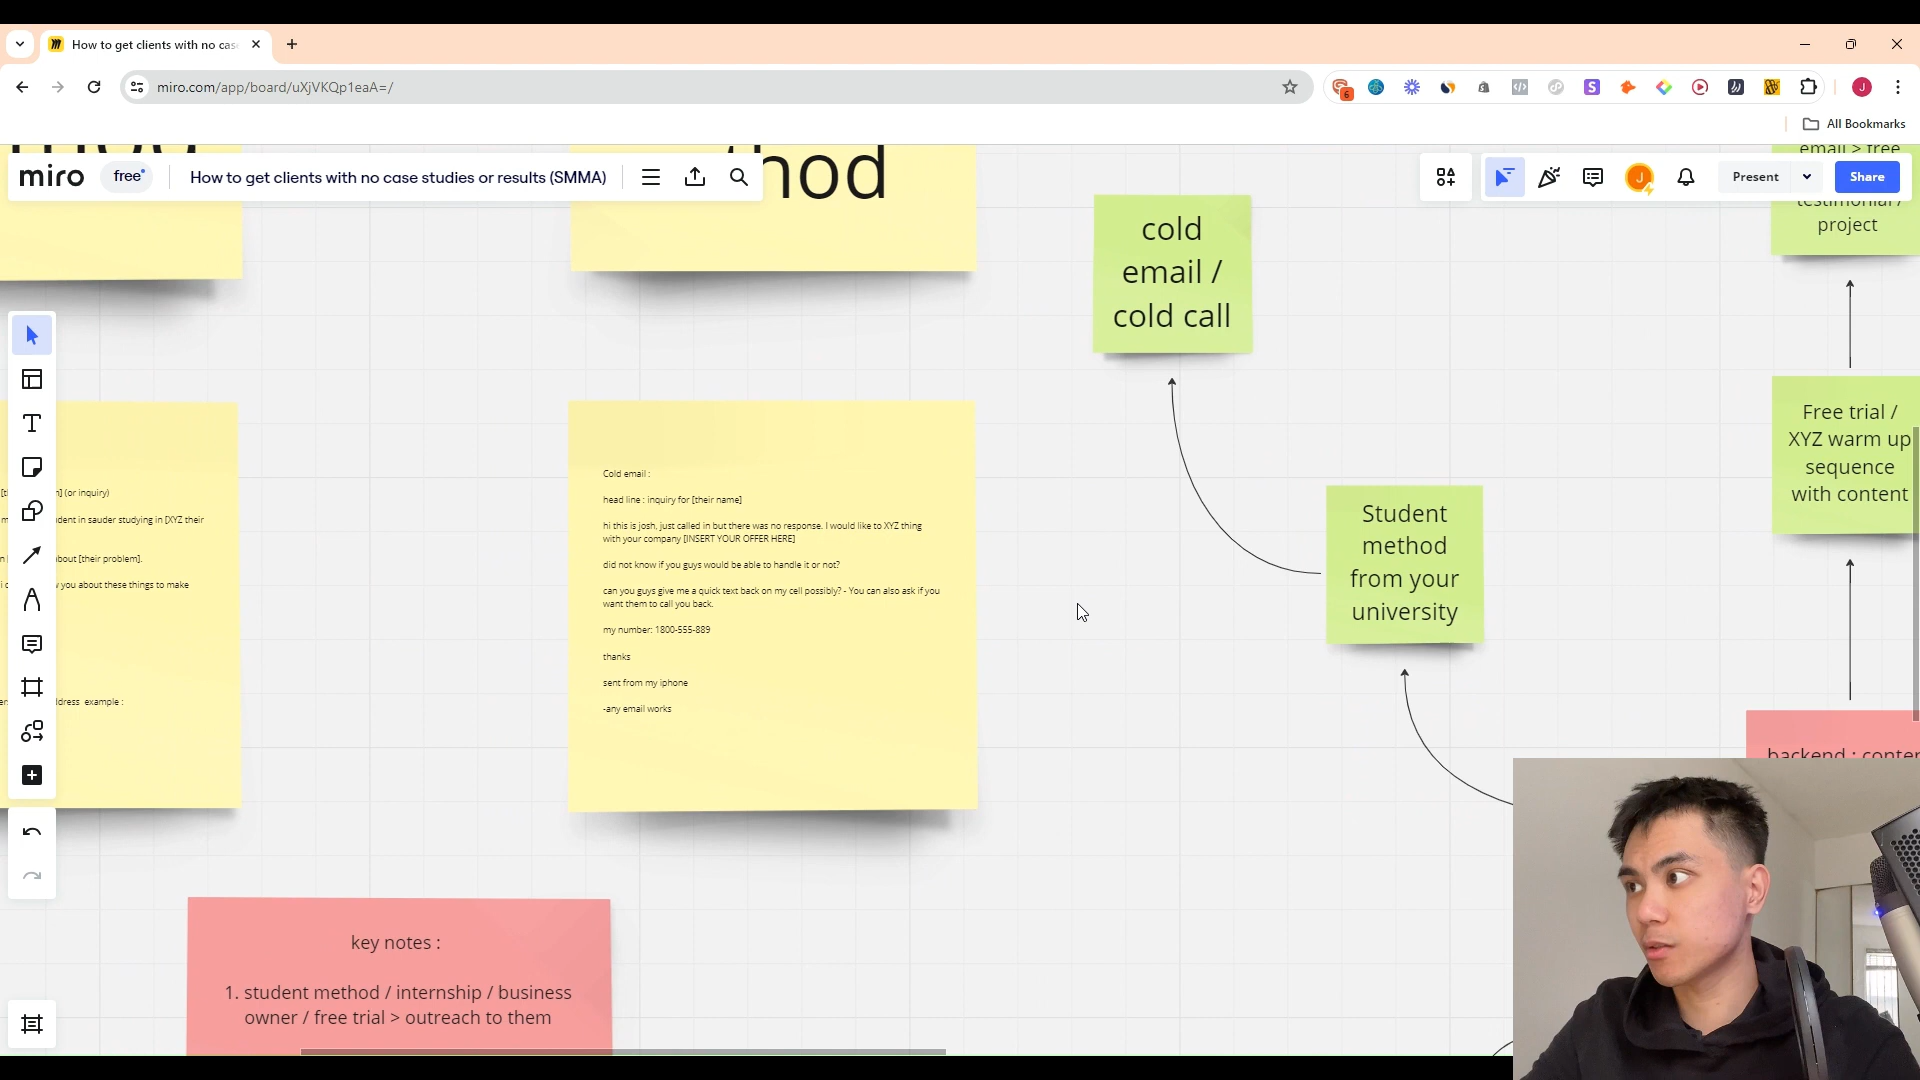 How to get clients with no cas
miro.com/app/board/uXjVKQp1eaA=/
6
J
All Bookmarks
miro
free
How to get clients with no case studies or results (SMMA)
J
Present
Share
hod
email > free
testimonial /
project
cold
email /
cold call
Free trial /
XYZ warm up
sequence
with content
Student
method
from your
university
backend : conten
(or inquiry)
dent in sauder studying in [XYZ their
bout [their problem].
you about these things to make
ddress example :
Cold email :
head line : inquiry for [their name]
hi this is josh, just called in but there was no response. I would like to XYZ thing
with your company [INSERT YOUR OFFER HERE]
did not know if you guys would be able to handle it or not?
can you guys give me a quick text back on my cell possibly? - You can also ask if you
want them to call you back.
my number: 1800-555-889
thanks
sent from my iphone
-any email works
key notes :
1. student method / internship / business
owner / free trial > outreach to them